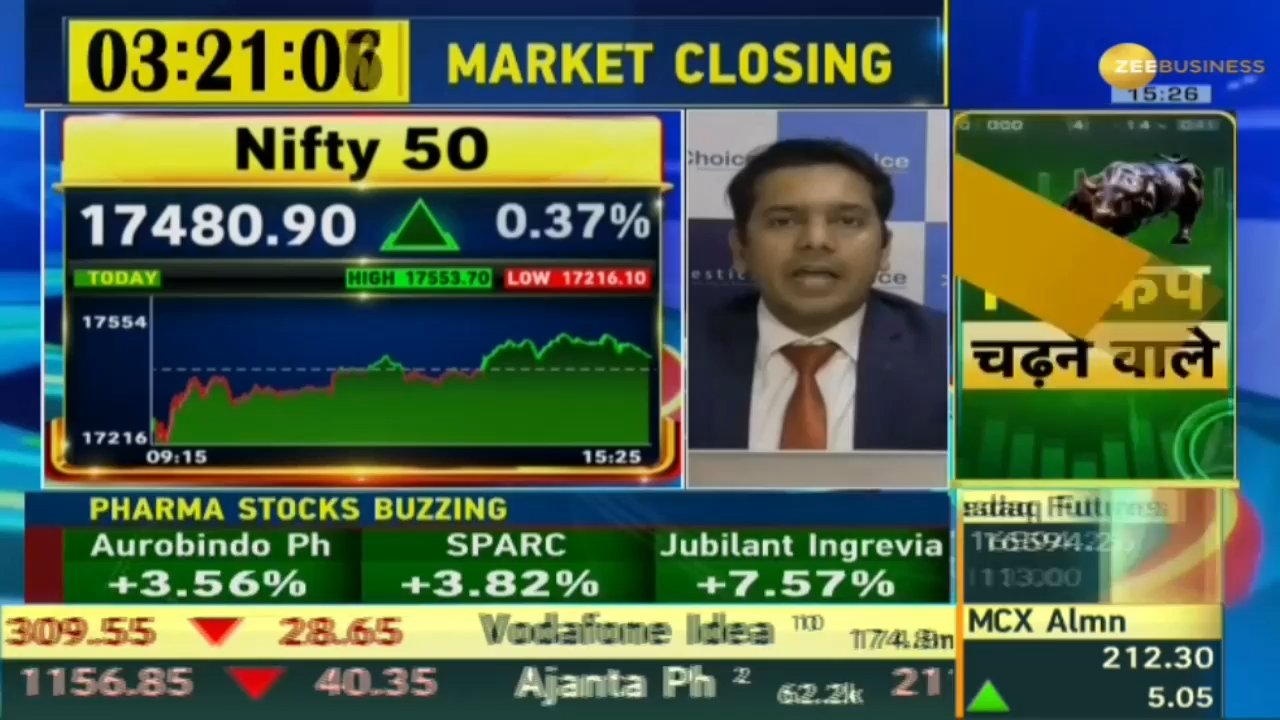 MARKET CLOSING
ZEEBUSINESS
15:26
Nifty 50
17480.90 0.37%
TODAY HIGH 17553.70 LOW 17216.10
17554
17216
09:15 15:25
चढ़ने वाले
PHARMA STOCKS BUZZING
Aurobindo Ph SPARC Jubilant Ingrevia
+3.56% +3.82% +7.57%
309.55 28.65 Vodafone Idea
1156.85 40.35 Ajanta Ph
MCX Almn
212.30
5.05